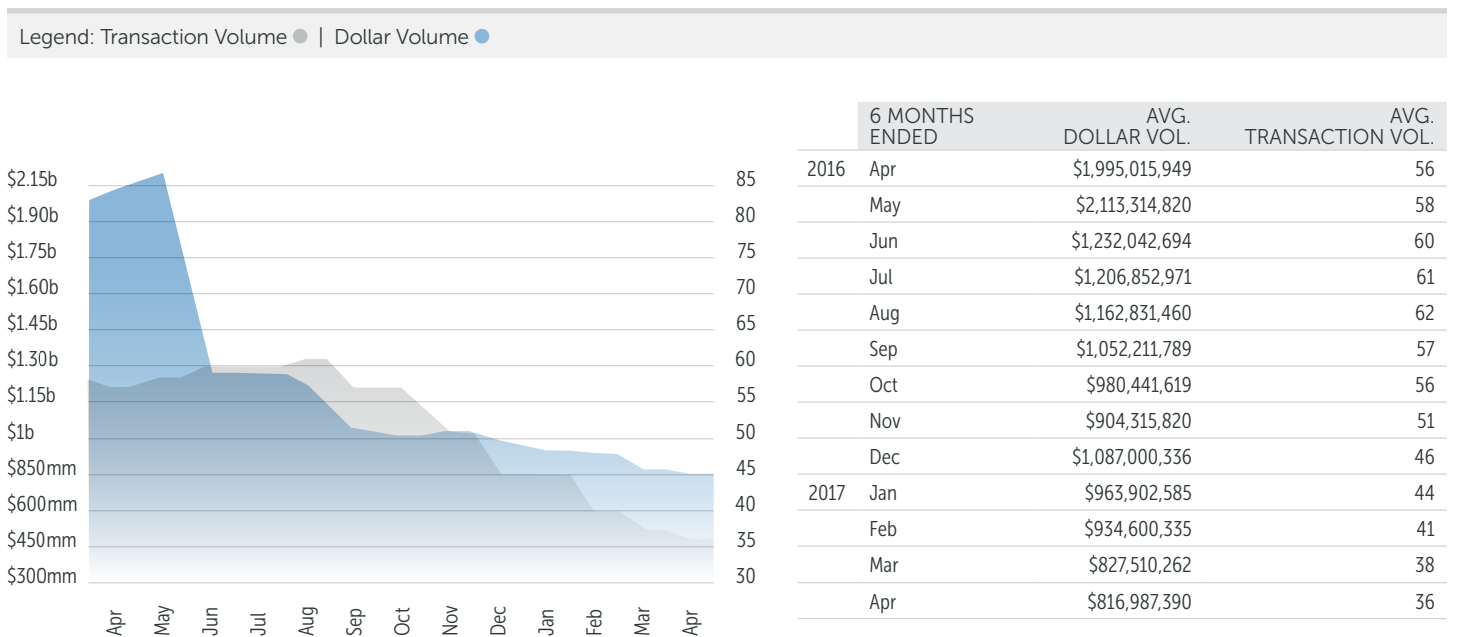 Legend: Transaction Volume | Dollar Volume
$2.15b
$1.90b
$1.75b
$1.60b
$1.45b
$1.30b
$1.15b
$1b
$850mm
$600mm
$450mm
$300mm
85
80
75
70
65
60
55
50
45
40
35
30
Apr
May
Jun
Jul
Aug
Sep
Oct
Nov
Dec
Jan
Feb
Mar
Apr
6 MONTHS ENDED AVG. DOLLAR VOL. AVG. TRANSACTION VOL.
2016 Apr $1,995,015,949 56
May $2,113,314,820 58
Jun $1,232,042,694 60
Jul $1,206,852,971 61
Aug $1,162,831,460 62
Sep $1,052,211,789 57
Oct $980,441,619 56
Nov $904,315,820 51
Dec $1,087,000,336 46
2017 Jan $963,902,585 44
Feb $934,600,335 41
Mar $827,510,262 38
Apr $816,987,390 36